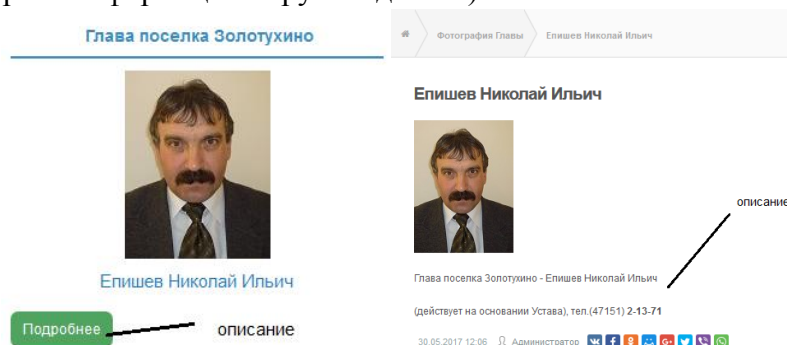 Глава поселка Золотухино
Епишев Николай Ильич
Подробнее
описание
Фотография Главы Епишев Николай Ильич
Епишев Николай Ильич
описание
Глава поселка Золотухино - Епишев Николай Ильич
(действует на основании Устава), тел.(47151) 2-13-71
30.05.2017 12:06 Администратор